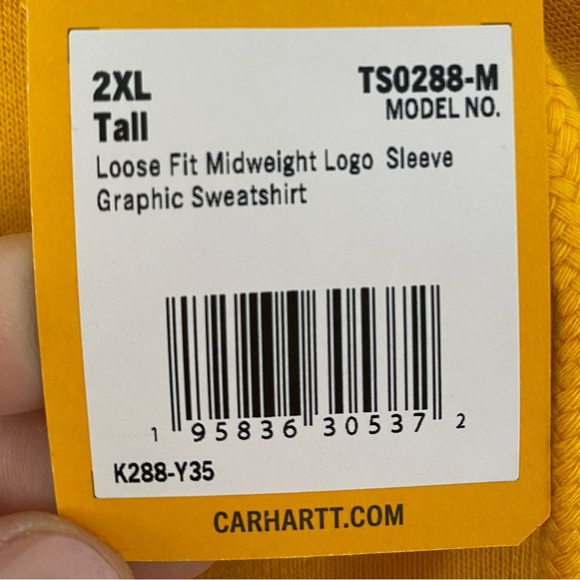 2XL
Tall
TS0288-M
MODEL NO.
Loose Fit Midweight Logo Sleeve
Graphic Sweatshirt
1 95836 30537 2
K288-Y35
CARHARTT.COM